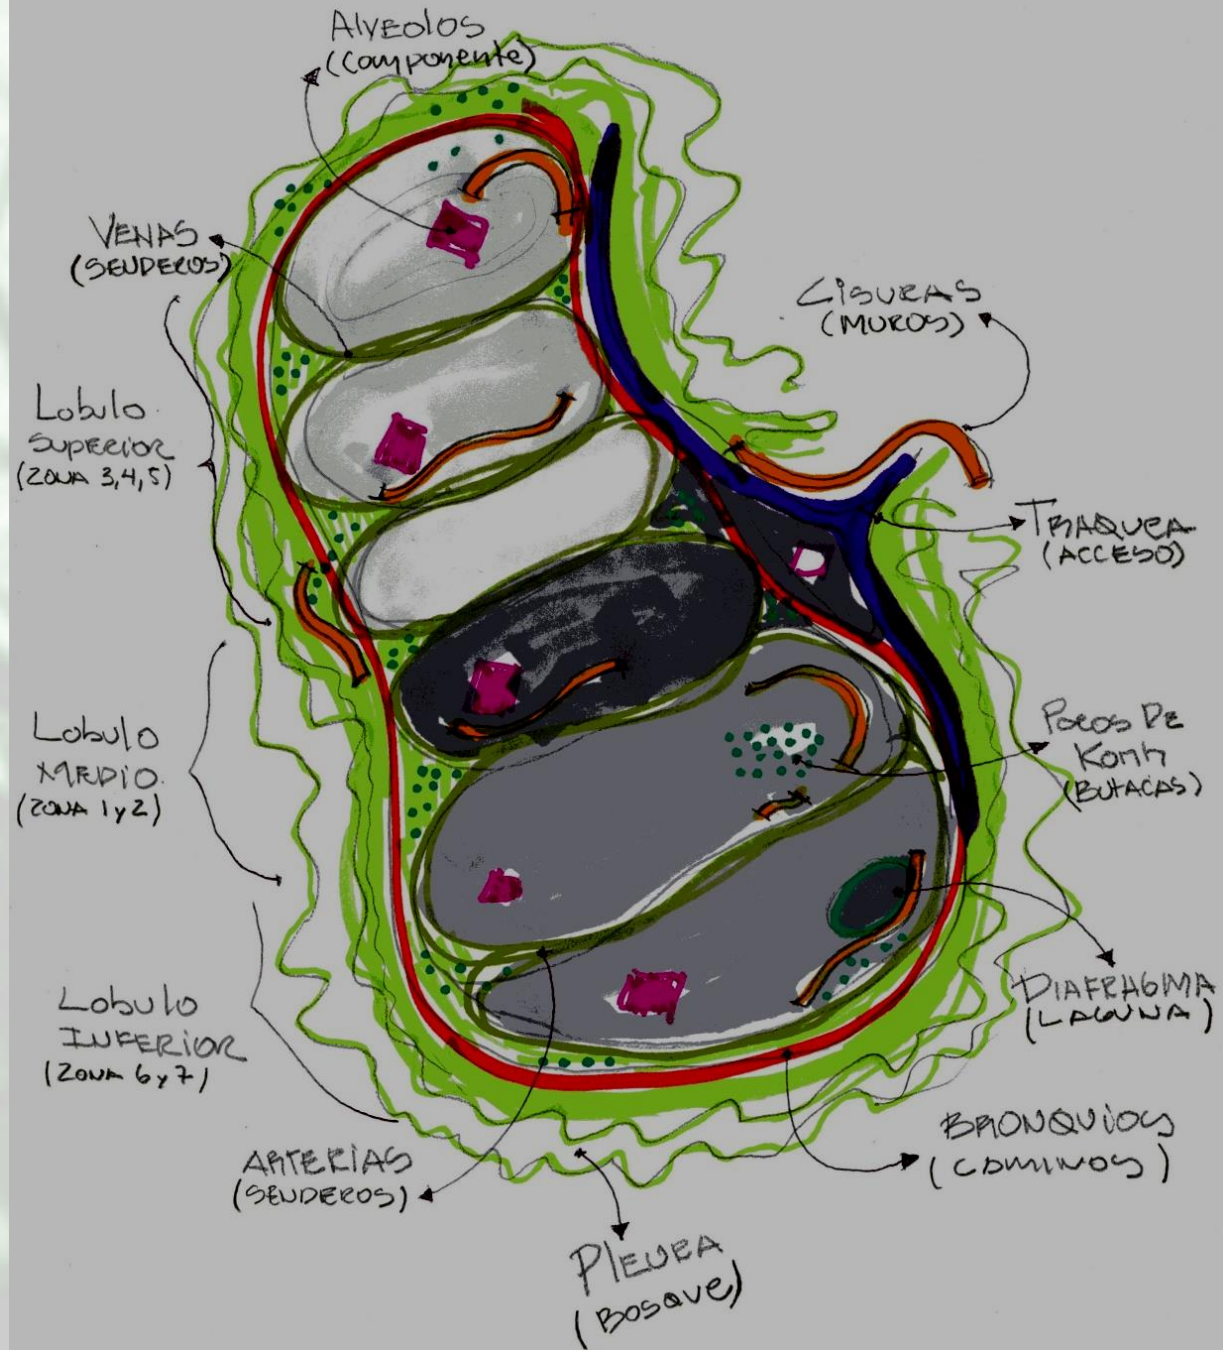 ALVEOLOS
(COMPONENTE)
VENAS
(SENDEROS)
CISURAS
(MUROS)
LOBULO
SUPERIOR
(ZONA 3,4,5)
TRAQUEA
(ACCESO)
LOBULO
MEDIO.
(ZONA 1 y 2)
POROS DE
KONH
(BUTACAS)
LOBULO
INFERIOR
(ZONA 6 y 7)
DIAFRAGMA
(LAGUNA)
ARTERIAS
(SENDEROS)
BRONQUIOS
(CAMINOS)
PLEURA
(BOSQUE)